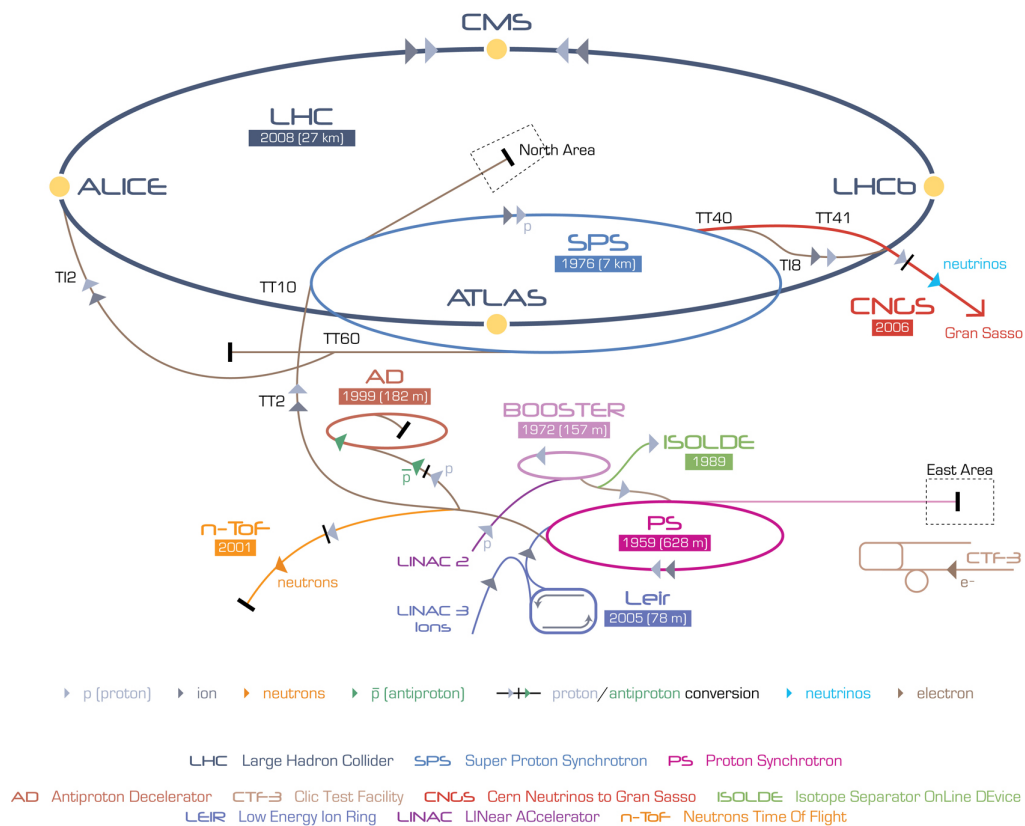 CMS
LHC
2008 (27 km)
North Area
ALICE
LHCb
TT40
TT41
p
SPS
1976 (7 km)
TI8
TI2
TT10
neutrinos
ATLAS
CNGS
2006
Gran Sasso
TT60
AD
1999 (182 m)
TT2
BOOSTER
1972 (157 m)
ISOLDE
1989
p
p̅
East Area
n-ToF
2001
PS
1959 (628 m)
LINAC 2
p
neutrons
CTF-3
e-
LINAC 3
Ions
Leir
2005 (78 m)
p (proton) ion neutrons p̅ (antiproton) proton/antiproton conversion neutrinos electron
LHC Large Hadron Collider SPS Super Proton Synchrotron PS Proton Synchrotron
AD Antiproton Decelerator CTF-3 Clic Test Facility CNGS Cern Neutrinos to Gran Sasso ISOLDE Isotope Separator OnLine DEvice
LEIR Low Energy Ion Ring LINAC LINear ACcelerator n-ToF Neutrons Time Of Flight